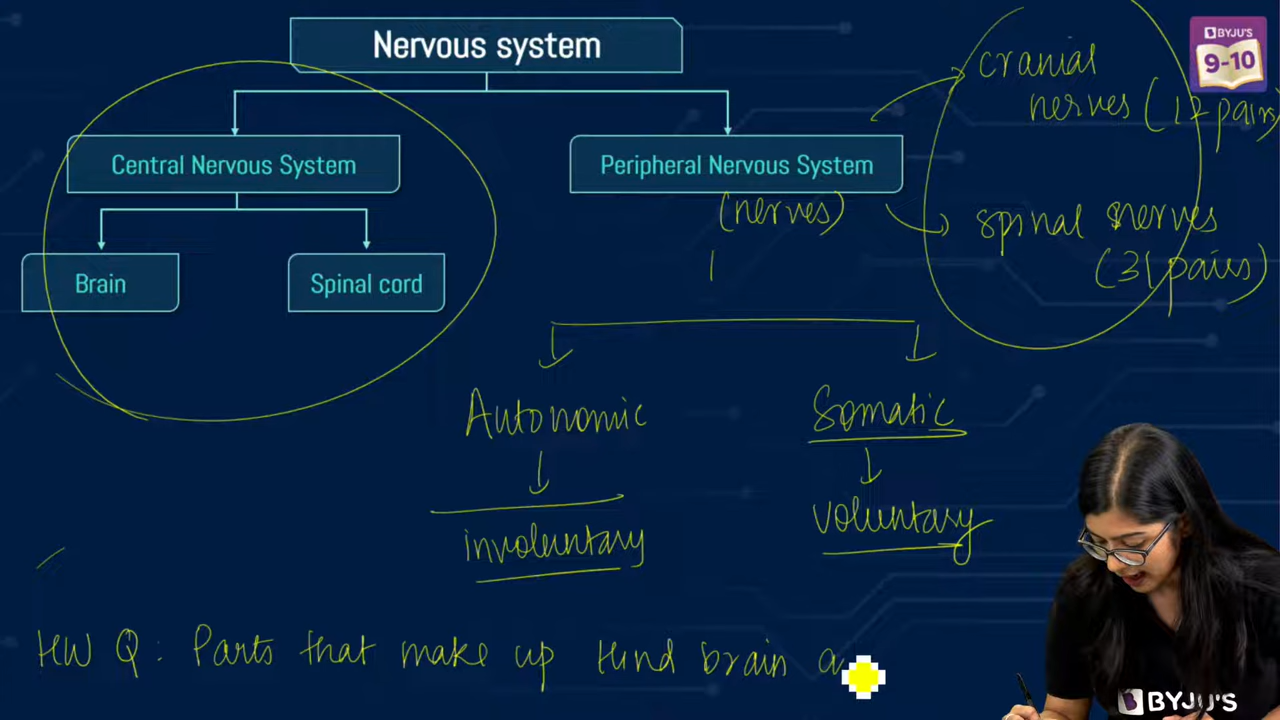 Nervous system
BYJU'S
9-10
cranial
nerves (12 pairs
Central Nervous System
Peripheral Nervous System
(nerves)
spinal nerves
(31 pairs)
Brain
Spinal cord
Autonomic
Somatic
involuntary
voluntary
HW Q: Parts that make up Hind brain a
BYJU'S